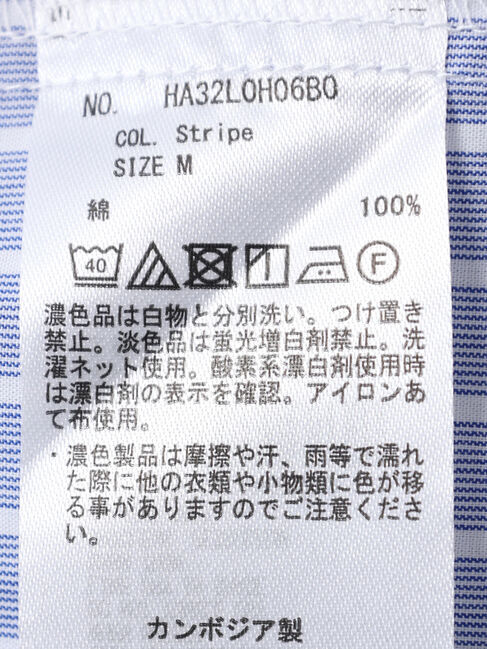 NO. HA32L0H06B0
COL. Stripe
SIZE M
綿 100%
40
F
濃色品は白物と分別洗い。つけ置き
禁止。淡色品は蛍光増白剤禁止。洗
濯ネット使用。酸素系漂白剤使用時
は漂白剤の表示を確認。アイロンあ
て布使用。
・濃色製品は摩擦や汗、雨等で濡れ
た際に他の衣類や小物類に色が移
る事がありますのでご注意くださ
い。
カンボジア製